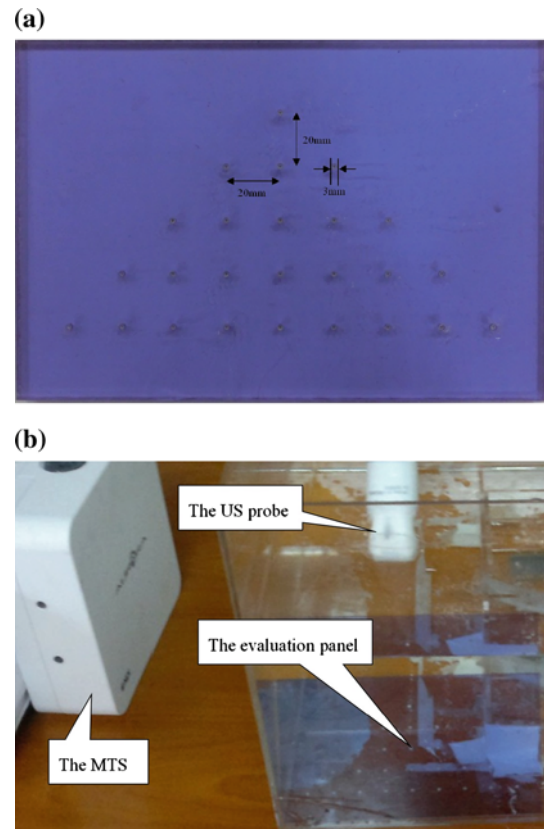 (a)
20mm
20mm
3mm
(b)
The US probe
The evaluation panel
The MTS